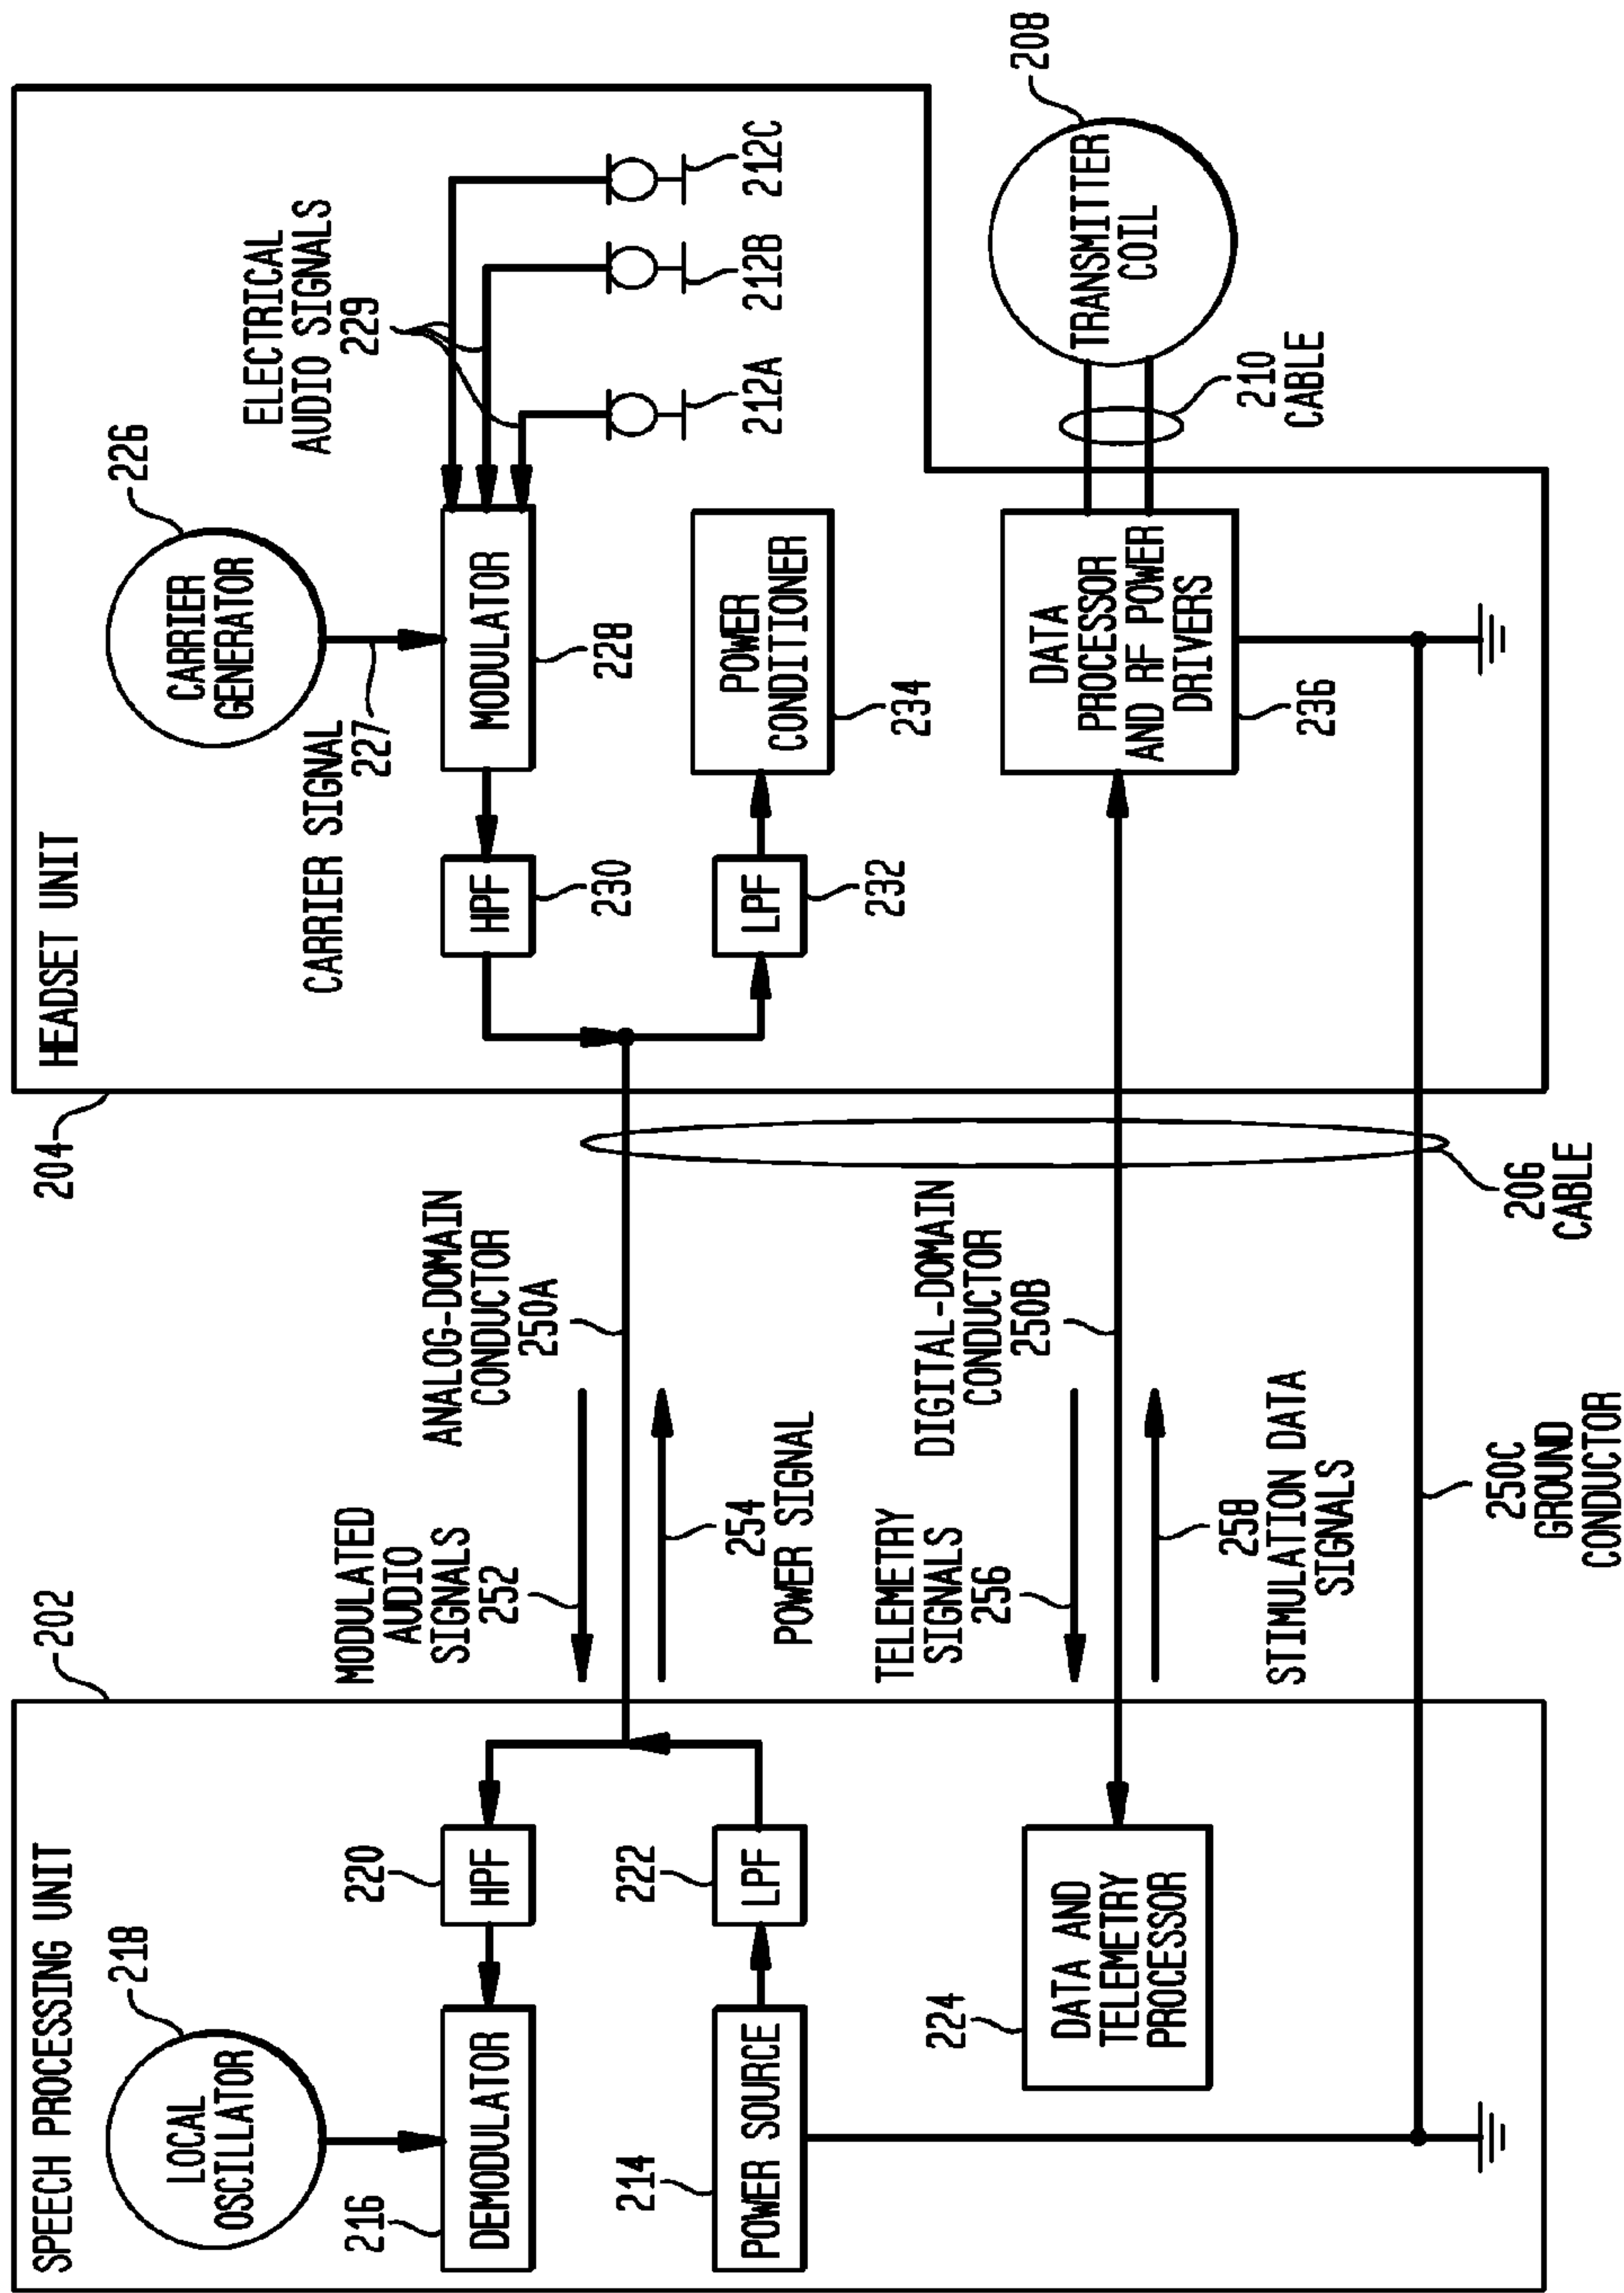 SPEECH PROCESSING UNIT
202
LOCAL
OSCILLATOR
218
216
DEMODULATOR
220
HPF
214
POWER SOURCE
222
LPF
224
DATA AND
TELEMETRY
PROCESSOR
MODULATED
AUDIO
SIGNALS
252
ANALOG-DOMAIN
CONDUCTOR
250A
254
POWER SIGNAL
TELEMETRY
SIGNALS
256
DIGITAL-DOMAIN
CONDUCTOR
250B
258
STIMULATION DATA
SIGNALS
250C
GROUND
CONDUCTOR
206
CABLE
204
HEADSET UNIT
CARRIER
GENERATOR
226
CARRIER SIGNAL
227
ELECTRICAL
AUDIO SIGNALS
229
HPF
230
MODULATOR
228
LPF
232
POWER
CONDITIONER
234
212A
212B
212C
DATA
PROCESSOR
AND RF POWER
DRIVERS
236
210
CABLE
TRANSMITTER
COIL
208